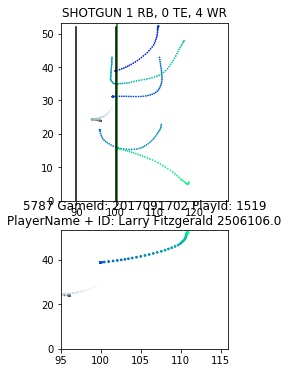 SHOTGUN 1 RB, 0 TE, 4 WR
50
40
30
20
10
0
90 100 110 120
5787 GameId: 2017091702 PlayId: 1519
PlayerName + ID: Larry Fitzgerald 2506106.0
40
20
0
95 100 105 110 115